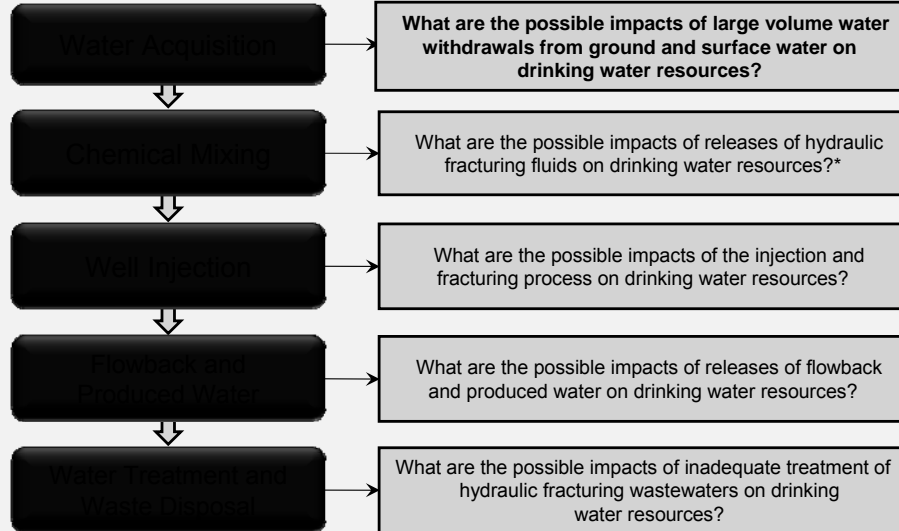 Water Acquisition
What are the possible impacts of large volume water
withdrawals from ground and surface water on
drinking water resources?
Chemical Mixing
What are the possible impacts of releases of hydraulic
fracturing fluids on drinking water resources?*
Well Injection
What are the possible impacts of the injection and
fracturing process on drinking water resources?
Flowback and
Produced Water
What are the possible impacts of releases of flowback
and produced water on drinking water resources?
Water Treatment and
Waste Disposal
What are the possible impacts of inadequate treatment of
hydraulic fracturing wastewaters on drinking
water resources?